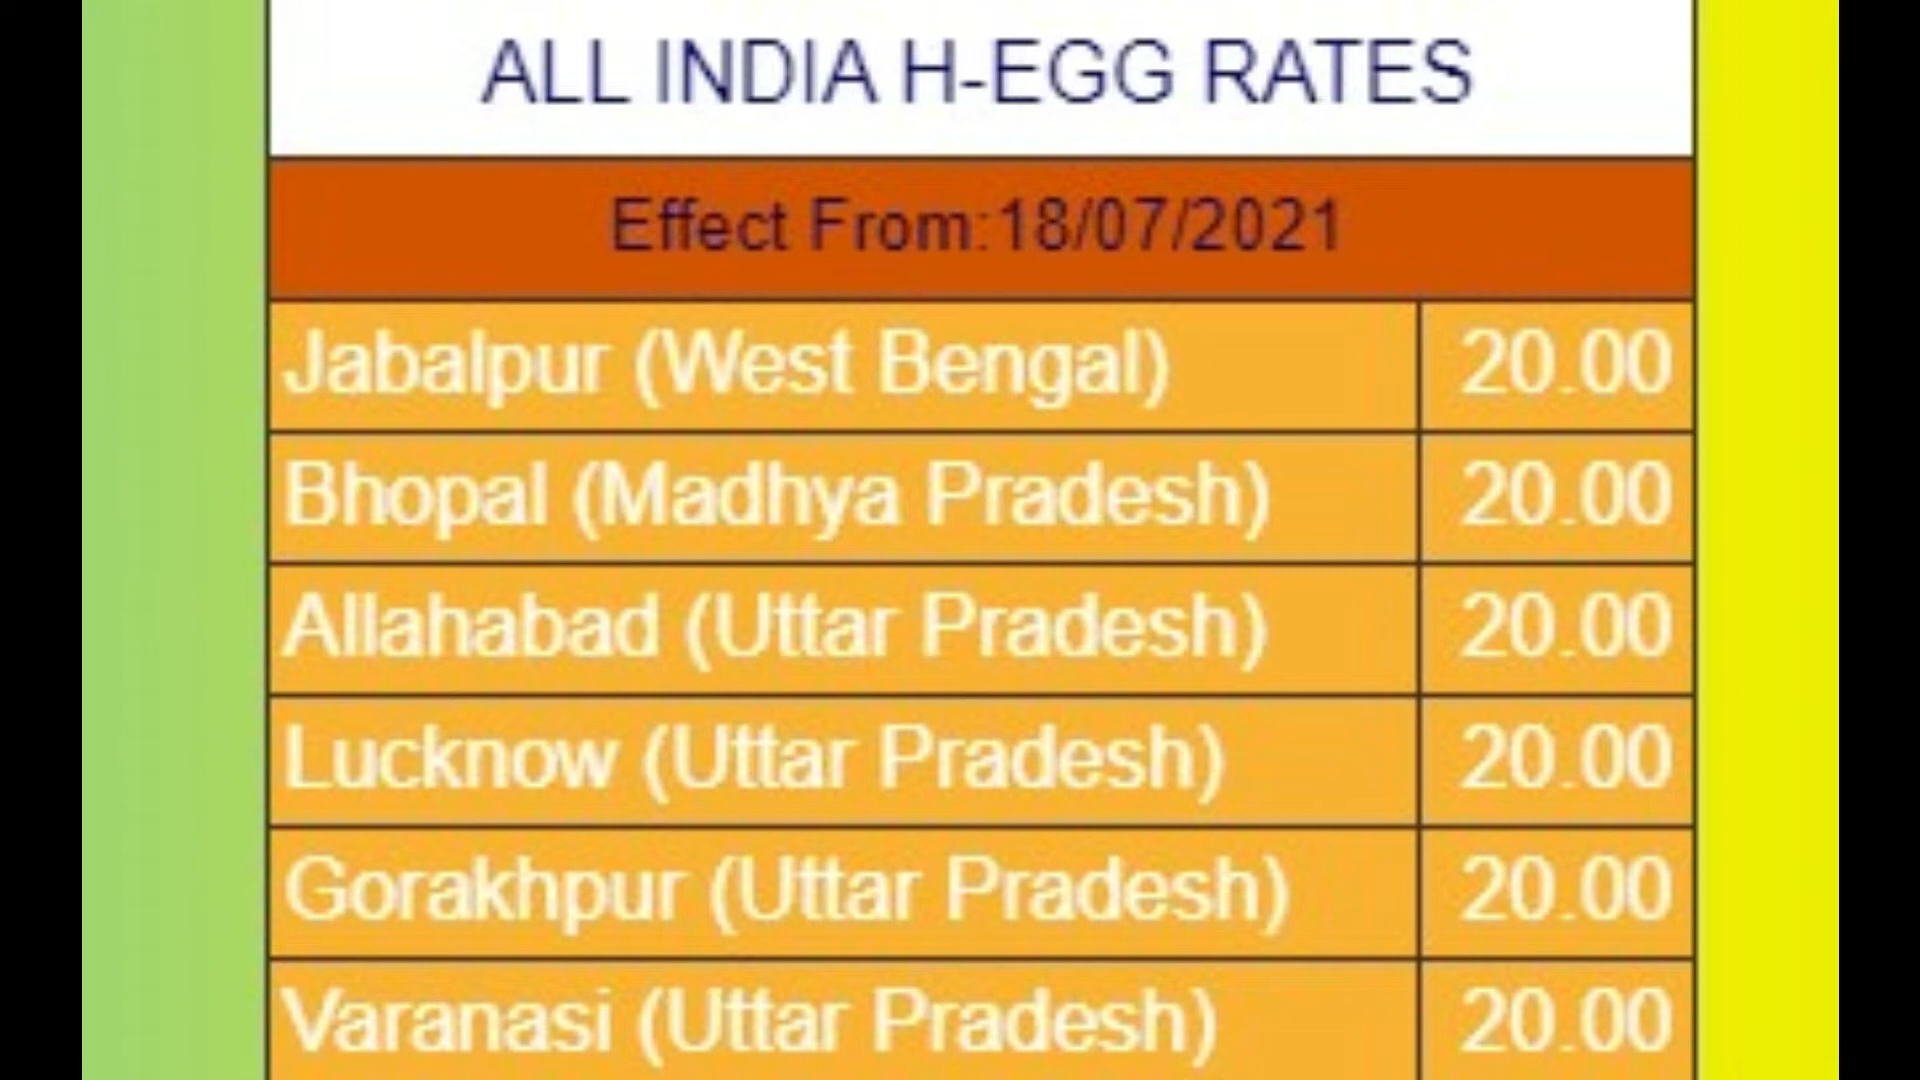 ALL INDIA H-EGG RATES
Effect From:18/07/2021
Jabalpur (West Bengal) 20.00
Bhopal (Madhya Pradesh) 20.00
Allahabad (Uttar Pradesh) 20.00
Lucknow (Uttar Pradesh) 20.00
Gorakhpur (Uttar Pradesh) 20.00
Varanasi (Uttar Pradesh) 20.00